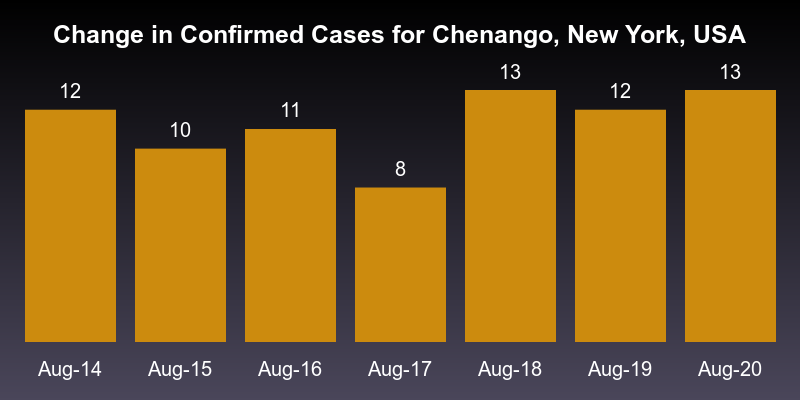 Change in Confirmed Cases for Chenango, New York, USA
12 10 11 8 13 12 13
Aug-14 Aug-15 Aug-16 Aug-17 Aug-18 Aug-19 Aug-20